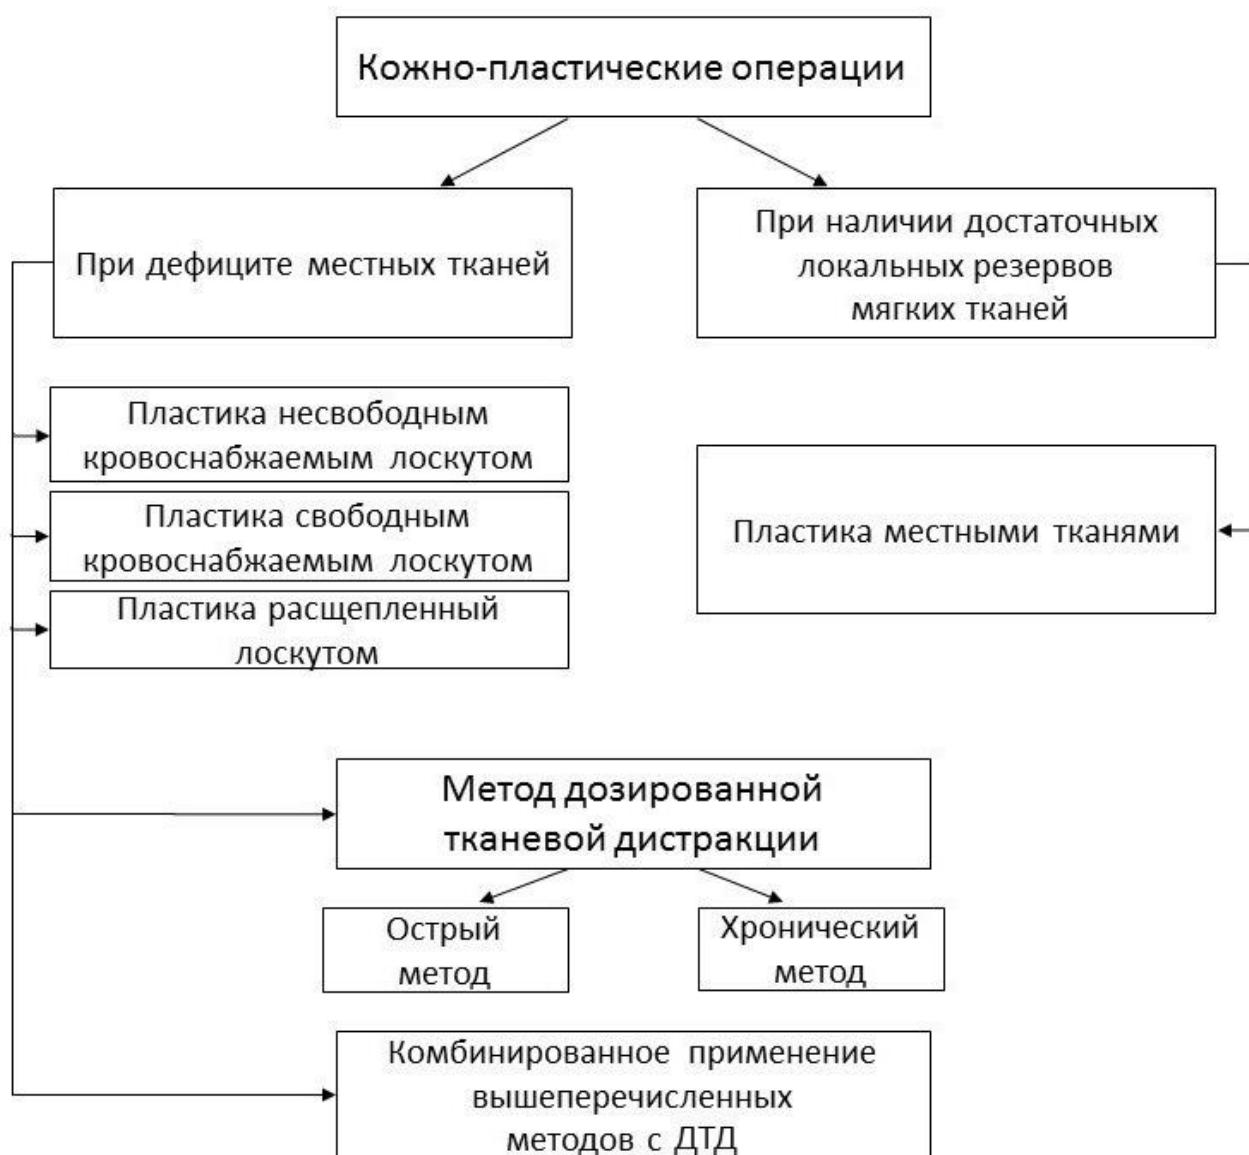 Кожно-пластические операции
При дефиците местных тканей
При наличии достаточных
локальных резервов
мягких тканей
Пластика несвободным
кровоснабжаемым лоскутом
Пластика свободным
кровоснабжаемым лоскутом
Пластика расщепленный
лоскутом
Пластика местными тканями
Метод дозированной
тканевой дистракции
Острый
метод
Хронический
метод
Комбинированное применение
вышеперечисленных
методов с ДТД